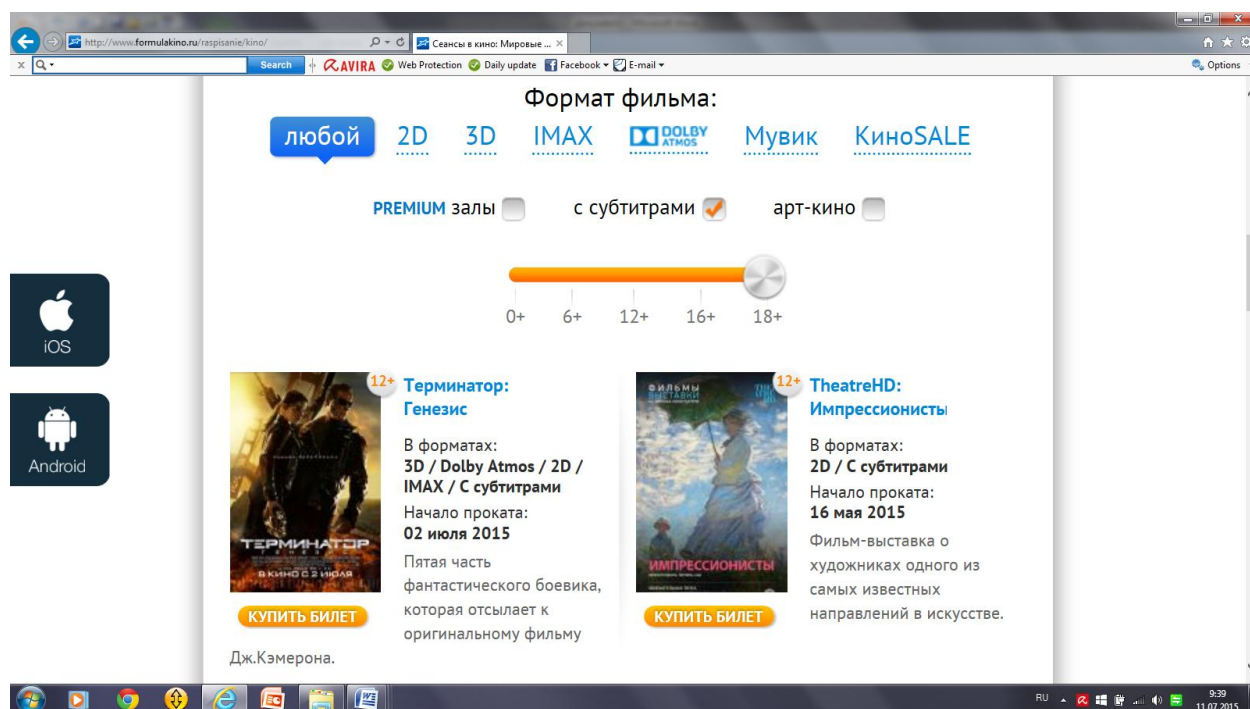 http://www.formulakino.ru/raspisanie/kino/
Сеансы в кино: Мировые ...
Search
AVIRA Web Protection Daily update Facebook E-mail
Options
Формат фильма:
любой 2D 3D IMAX DOLBY ATMOS Мувик КиноSALE
PREMIUM залы с субтитрами арт-кино
0+ 6+ 12+ 16+ 18+
iOS
Android
12+
Терминатор:
Генезис
В форматах:
3D / Dolby Atmos / 2D /
IMAX / С субтитрами
Начало проката:
02 июля 2015
Пятая часть
фантастического боевика,
которая отсылает к
оригинальному фильму
Дж.Кэмерона.
ТЕРМИНАТОР
ГЕНЕЗИС
В КИНО С 2 ИЮЛЯ
КУПИТЬ БИЛЕТ
12+
TheatreHD:
Импрессионисты
В форматах:
2D / С субтитрами
Начало проката:
16 мая 2015
Фильм-выставка о
художниках одного из
самых известных
направлений в искусстве.
ФИЛЬМЫ
ВЫСТАВКИ
ИМПРЕССИОНИСТЫ
КУПИТЬ БИЛЕТ
RU
9:39
11.07.2015